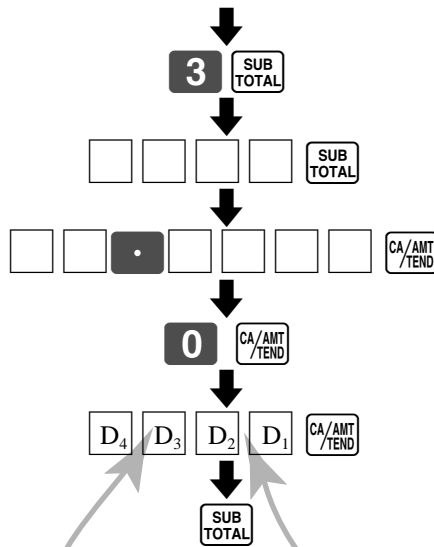 3 SUB TOTAL
SUB TOTAL
· CA/AMT /TEND
0 CA/AMT /TEND
D₄ D₃ D₂ D₁ CA/AMT /TEND
SUB TOTAL